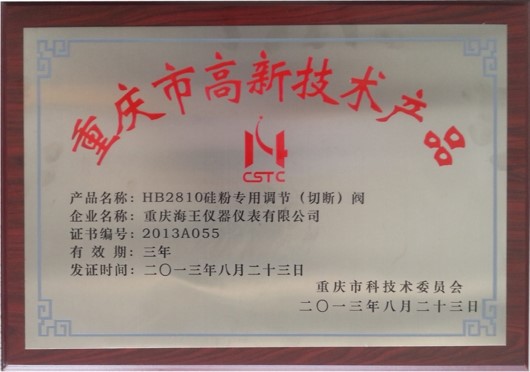 重庆市高新技术产品
CSTC
产品名称：HB2810硅粉专用调节（切断）阀
企业名称：重庆海王仪器仪表有限公司
证书编号：2013A055
有 效 期：三年
发证时间：二〇一三年八月二十三日
重庆市科技术委员会
二〇一三年八月二十三日